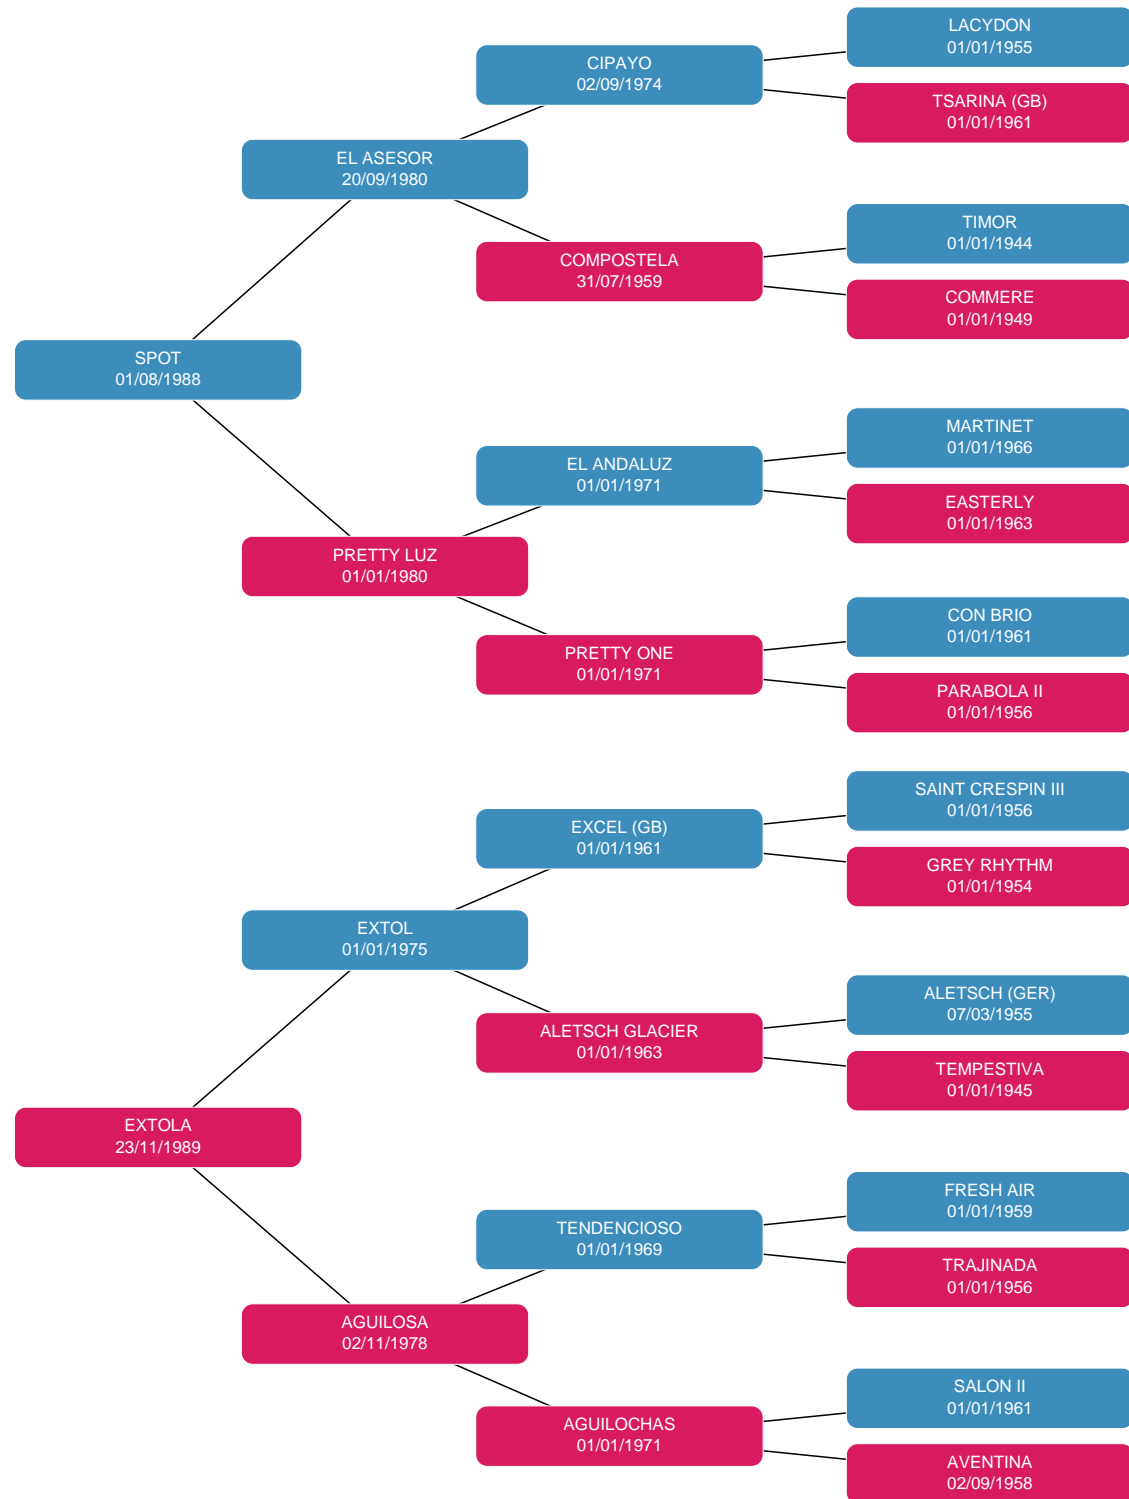 LACYDON
01/01/1955
CIPAYO
02/09/1974
TSARINA (GB)
01/01/1961
EL ASESOR
20/09/1980
TIMOR
01/01/1944
COMPOSTELA
31/07/1959
COMMERE
01/01/1949
SPOT
01/08/1988
MARTINET
01/01/1966
EL ANDALUZ
01/01/1971
EASTERLY
01/01/1963
PRETTY LUZ
01/01/1980
CON BRIO
01/01/1961
PRETTY ONE
01/01/1971
PARABOLA II
01/01/1956
SAINT CRESPIN III
01/01/1956
EXCEL (GB)
01/01/1961
GREY RHYTHM
01/01/1954
EXTOL
01/01/1975
ALETSCH (GER)
07/03/1955
ALETSCH GLACIER
01/01/1963
TEMPESTIVA
01/01/1945
EXTOLA
23/11/1989
FRESH AIR
01/01/1959
TENDENCIOSO
01/01/1969
TRAJINADA
01/01/1956
AGUILOSA
02/11/1978
SALON II
01/01/1961
AGUILOCHAS
01/01/1971
AVENTINA
02/09/1958